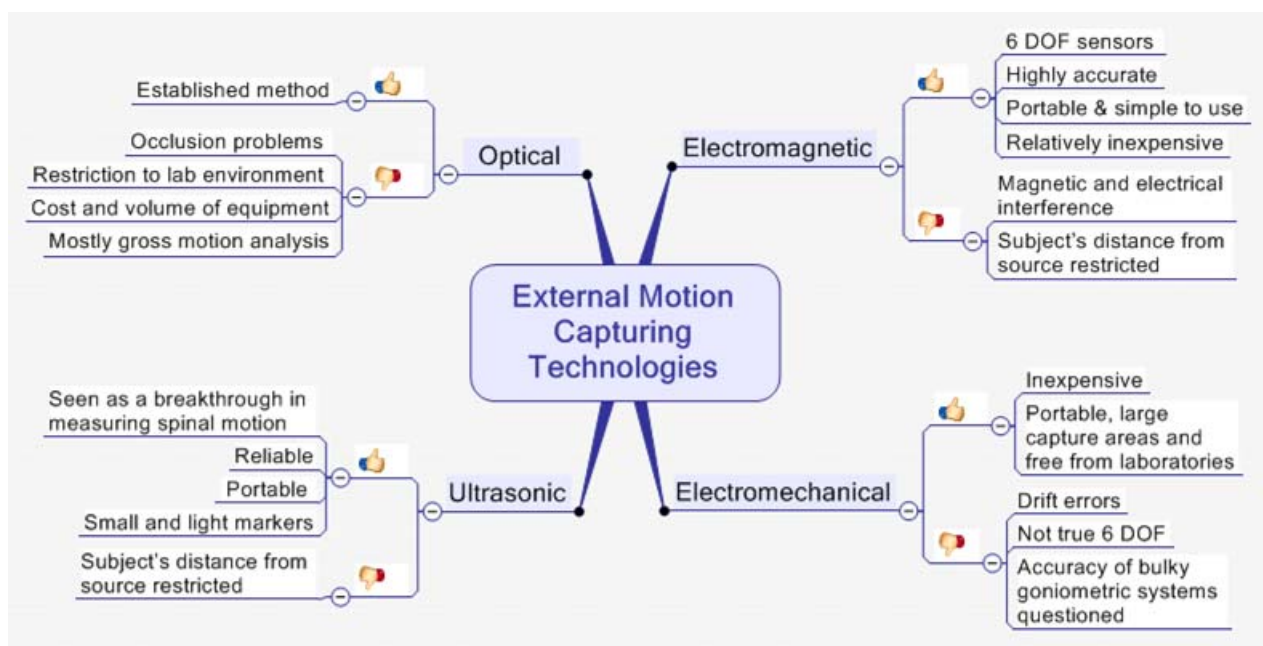 Established method
Occlusion problems
Restriction to lab environment
Cost and volume of equipment
Mostly gross motion analysis
Optical
Electromagnetic
6 DOF sensors
Highly accurate
Portable & simple to use
Relatively inexpensive
Magnetic and electrical
interference
Subject's distance from
source restricted
External Motion
Capturing
Technologies
Seen as a breakthrough in
measuring spinal motion
Reliable
Portable
Small and light markers
Subject's distance from
source restricted
Ultrasonic
Electromechanical
Inexpensive
Portable, large
capture areas and
free from laboratories
Drift errors
Not true 6 DOF
Accuracy of bulky
goniometric systems
questioned